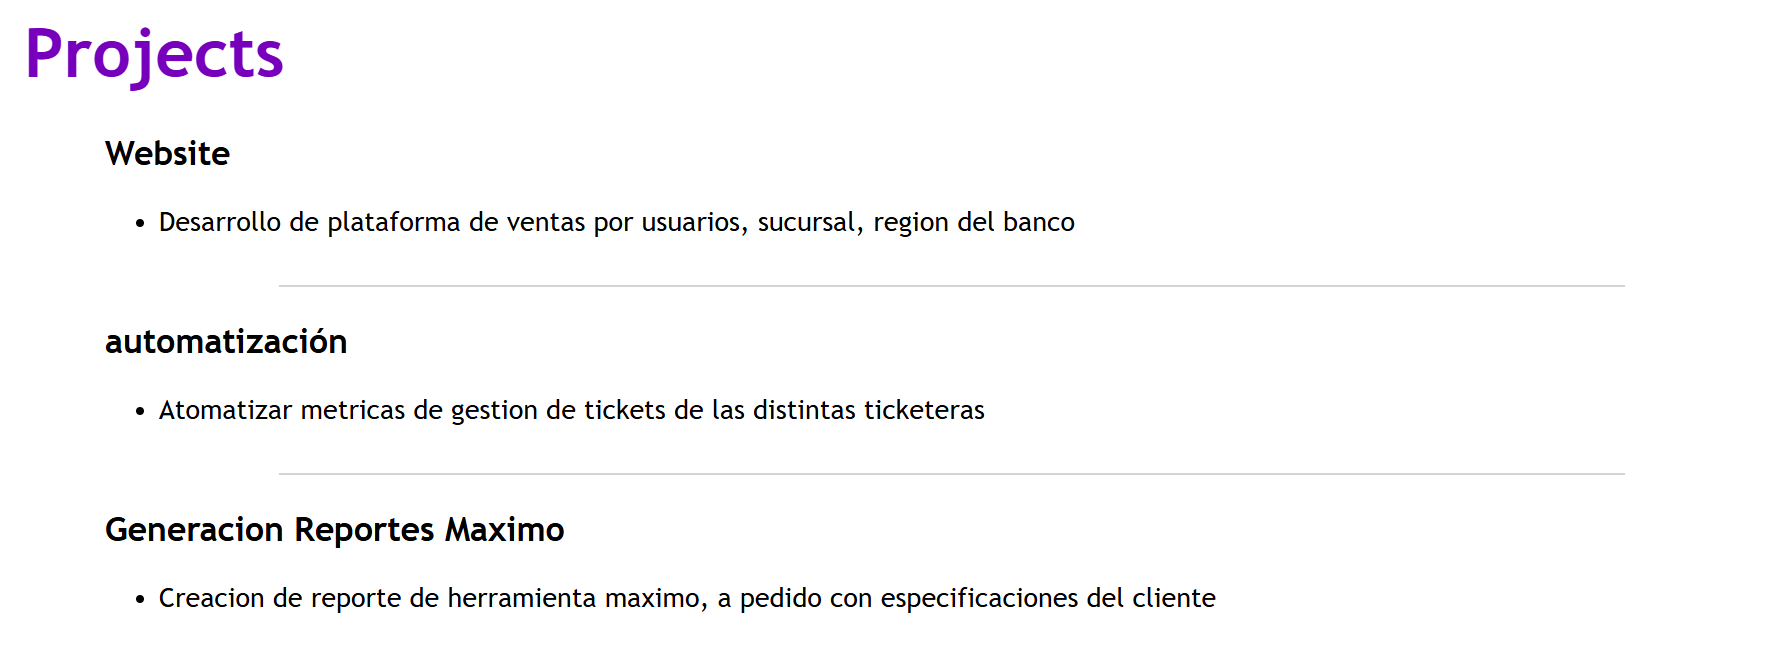 Projects
Website
• Desarrollo de plataforma de ventas por usuarios, sucursal, region del banco
automatización
• Atomatizar metricas de gestion de tickets de las distintas ticketeras
Generacion Reportes Maximo
• Creacion de reporte de herramienta maximo, a pedido con especificaciones del cliente